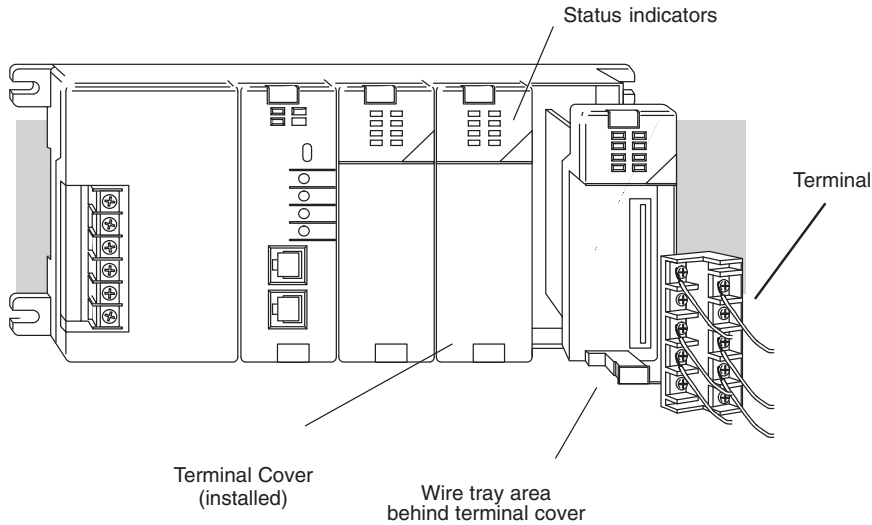 Status indicators
Terminal
Terminal Cover
(installed)
Wire tray area
behind terminal cover